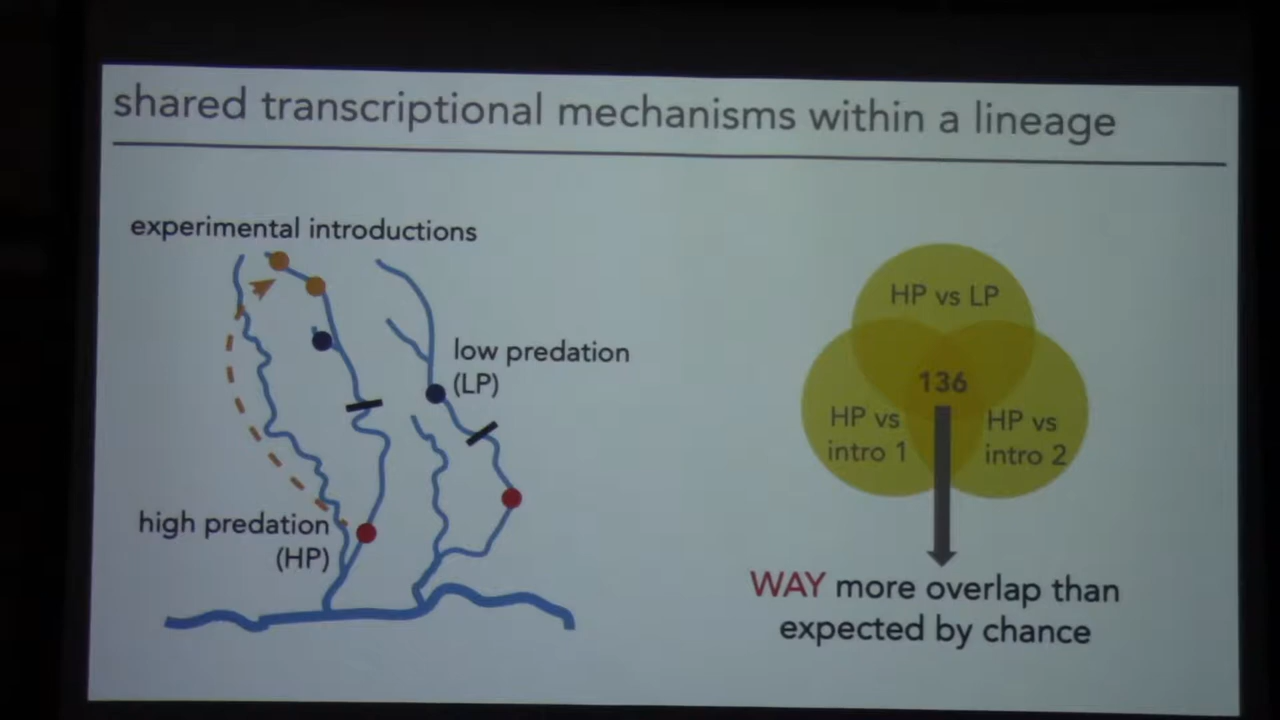 shared transcriptional mechanisms within a lineage
experimental introductions
low predation
(LP)
high predation
(HP)
HP vs LP
136
HP vs
intro 1
HP vs
intro 2
WAY more overlap than
expected by chance